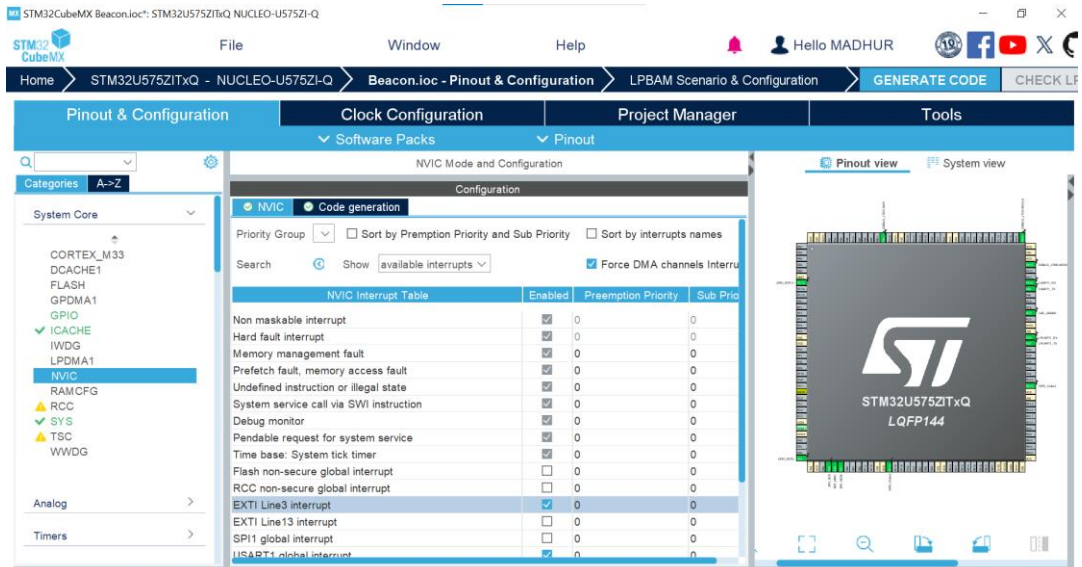 MX STM32CubeMX Beacon.ioc*: STM32U575ZITxQ NUCLEO-U575ZI-Q
STM32 CubeMX
File Window Help Hello MADHUR
Home STM32U575ZITxQ - NUCLEO-U575ZI-Q Beacon.ioc - Pinout & Configuration LPBAM Scenario & Configuration GENERATE CODE CHECK LP
Pinout & Configuration Clock Configuration Project Manager Tools
Software Packs Pinout
Categories A->Z
System Core
CORTEX_M33
DCACHE1
FLASH
GPDMA1
GPIO
ICACHE
IWDG
LPDMA1
NVIC
RAMCFG
RCC
SYS
TSC
WWDG
Analog
Timers
NVIC Mode and Configuration
Configuration
NVIC Code generation
Priority Group Sort by Premption Priority and Sub Priority Sort by interrupts names
Search Show available interrupts Force DMA channels Interru
NVIC Interrupt Table Enabled Preemption Priority Sub Prio
Non maskable interrupt 0 0
Hard fault interrupt 0 0
Memory management fault 0 0
Prefetch fault, memory access fault 0 0
Undefined instruction or illegal state 0 0
System service call via SWI instruction 0 0
Debug monitor 0 0
Pendable request for system service 0 0
Time base: System tick timer 0 0
Flash non-secure global interrupt 0 0
RCC non-secure global interrupt 0 0
EXTI Line3 interrupt 0 0
EXTI Line13 interrupt 0 0
SPI1 global interrupt 0 0
USART1 global interrupt 0 0
Pinout view System view
STM32U575ZITxQ
LQFP144